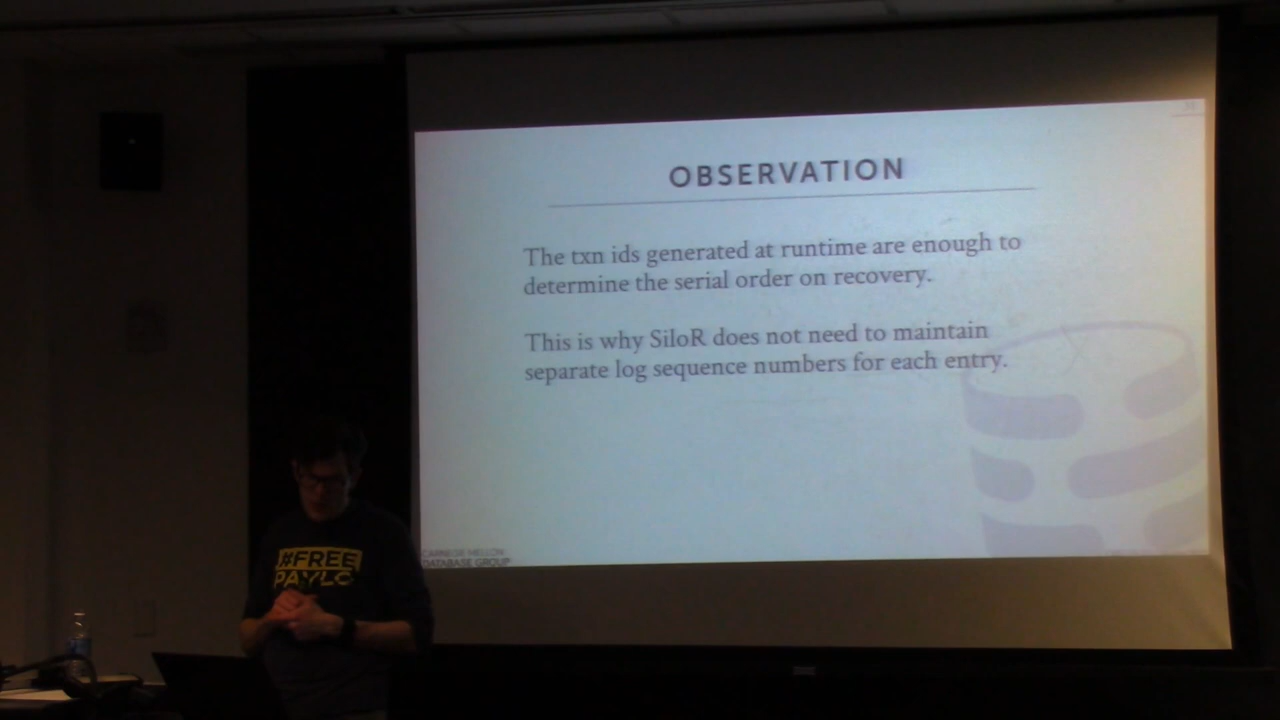 OBSERVATION
The txn ids generated at runtime are enough to
determine the serial order on recovery.
This is why SiloR does not need to maintain
separate log sequence numbers for each entry.
#FREE
PAVLO
CARNEGIE MELLON
DATABASE GROUP